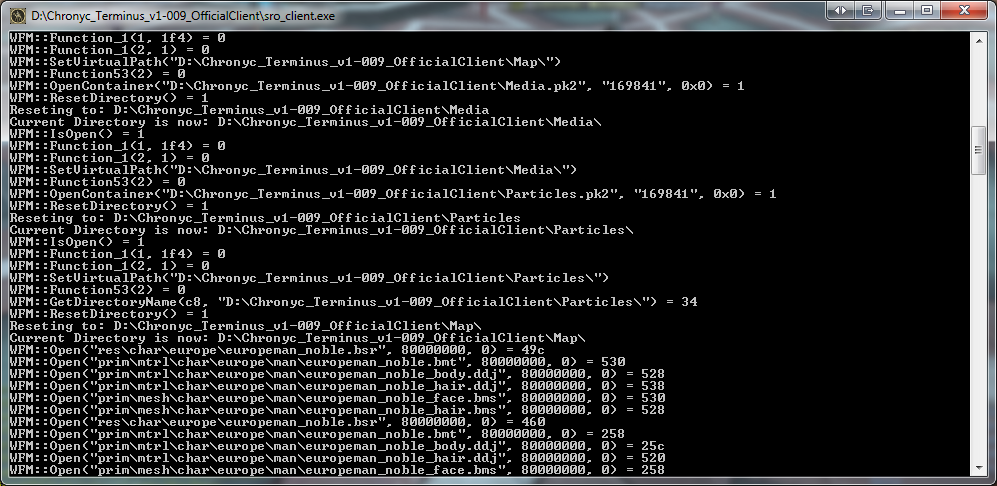 D:\Chronyc_Terminus_v1-009_OfficialClient\sro_client.exe
WFM::Function_1(1, 1f4) = 0
WFM::Function_1(2, 1) = 0
WFM::SetVirtualPath("D:\Chronyc_Terminus_v1-009_OfficialClient\Map\")
WFM::Function53(2) = 0
WFM::OpenContainer("D:\Chronyc_Terminus_v1-009_OfficialClient\Media.pk2", "169841", 0x0) = 1
WFM::ResetDirectory() = 1
Reseting to: D:\Chronyc_Terminus_v1-009_OfficialClient\Media
Current Directory is now: D:\Chronyc_Terminus_v1-009_OfficialClient\Media\
WFM::IsOpen() = 1
WFM::Function_1(1, 1f4) = 0
WFM::Function_1(2, 1) = 0
WFM::SetVirtualPath("D:\Chronyc_Terminus_v1-009_OfficialClient\Media\")
WFM::Function53(2) = 0
WFM::OpenContainer("D:\Chronyc_Terminus_v1-009_OfficialClient\Particles.pk2", "169841", 0x0) = 1
WFM::ResetDirectory() = 1
Reseting to: D:\Chronyc_Terminus_v1-009_OfficialClient\Particles
Current Directory is now: D:\Chronyc_Terminus_v1-009_OfficialClient\Particles\
WFM::IsOpen() = 1
WFM::Function_1(1, 1f4) = 0
WFM::Function_1(2, 1) = 0
WFM::SetVirtualPath("D:\Chronyc_Terminus_v1-009_OfficialClient\Particles\")
WFM::Function53(2) = 0
WFM::GetDirectoryName(c8, "D:\Chronyc_Terminus_v1-009_OfficialClient\Particles\") = 34
WFM::ResetDirectory() = 1
Reseting to: D:\Chronyc_Terminus_v1-009_OfficialClient\Map\
Current Directory is now: D:\Chronyc_Terminus_v1-009_OfficialClient\Map\
WFM::Open("res\char\europe\europeman_noble.bsr", 80000000, 0) = 49c
WFM::Open("prim\mtrl\char\europe\man\europeman_noble.bmt", 80000000, 0) = 530
WFM::Open("prim\mtrl\char\europe\man\europeman_noble_body.ddj", 80000000, 0) = 528
WFM::Open("prim\mtrl\char\europe\man\europeman_noble_hair.ddj", 80000000, 0) = 538
WFM::Open("prim\mesh\char\europe\man\europeman_noble_face.bms", 80000000, 0) = 530
WFM::Open("prim\mesh\char\europe\man\europeman_noble_hair.bms", 80000000, 0) = 528
WFM::Open("res\char\europe\europeman_noble.bsr", 80000000, 0) = 460
WFM::Open("prim\mtrl\char\europe\man\europeman_noble.bmt", 80000000, 0) = 258
WFM::Open("prim\mtrl\char\europe\man\europeman_noble_body.ddj", 80000000, 0) = 25c
WFM::Open("prim\mtrl\char\europe\man\europeman_noble_hair.ddj", 80000000, 0) = 520
WFM::Open("prim\mesh\char\europe\man\europeman_noble_face.bms", 80000000, 0) = 258